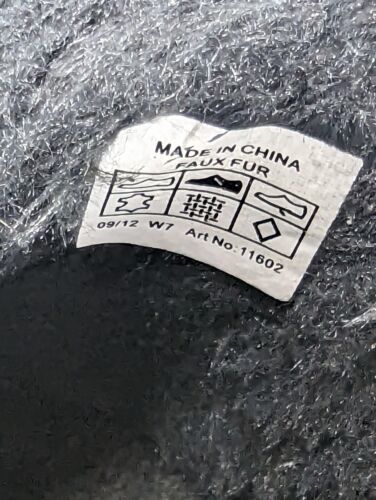 MADE IN CHINA
FAUX FUR
09/12 W7 Art No.11602